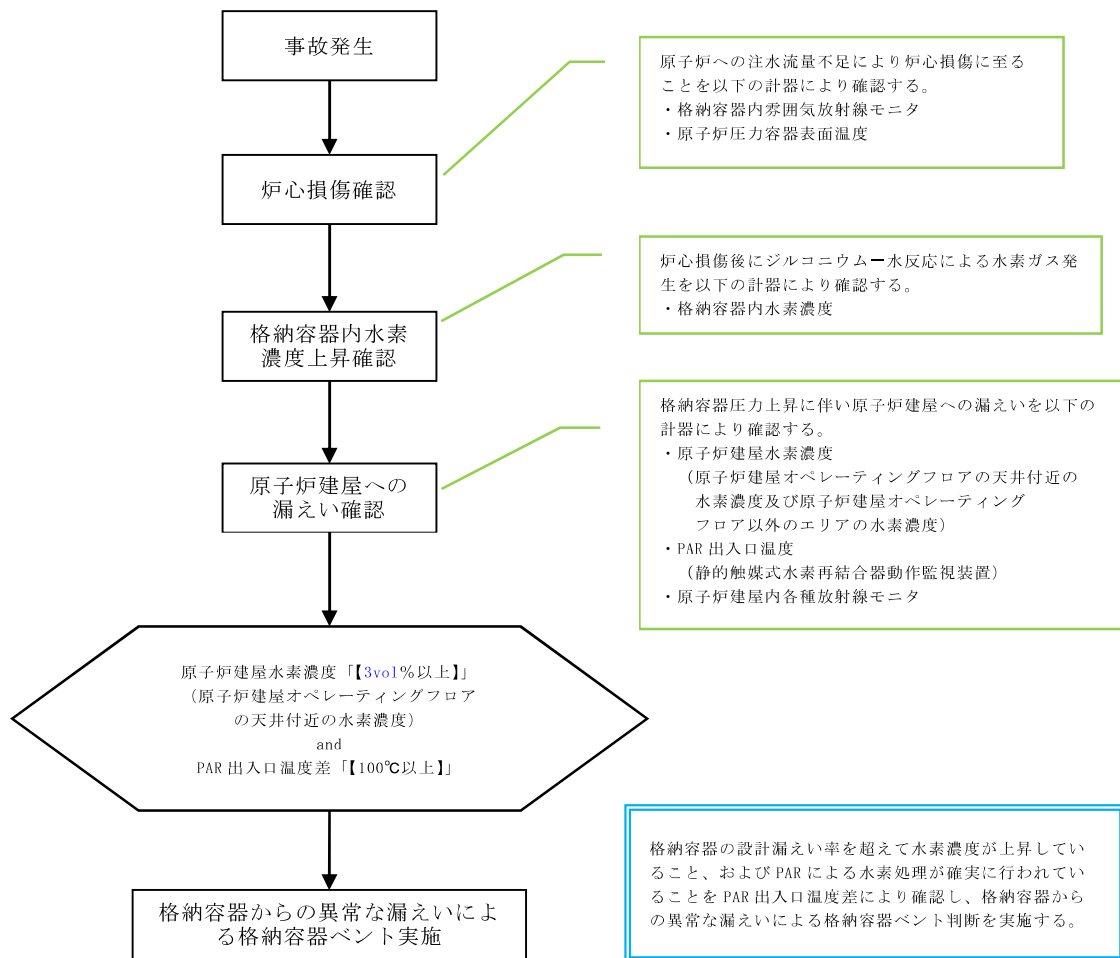 事故発生
原子炉への注水流量不足により炉心損傷に至る
ことを以下の計器により確認する。
・格納容器内雰囲気放射線モニタ
・原子炉圧力容器表面温度
炉心損傷確認
炉心損傷後にジルコニウムー水反応による水素ガス発
生を以下の計器により確認する。
・格納容器内水素濃度
格納容器内水素
濃度上昇確認
格納容器圧力上昇に伴い原子炉建屋への漏えいを以下の
計器により確認する。
・原子炉建屋水素濃度
（原子炉建屋オペレーティングフロアの天井付近の
水素濃度及び原子炉建屋オペレーティング
フロア以外のエリアの水素濃度）
・PAR 出入口温度
（静的触媒式水素再結合器動作監視装置）
・原子炉建屋内各種放射線モニタ
原子炉建屋への
漏えい確認
原子炉建屋水素濃度「【3vol％以上】」
（原子炉建屋オペレーティングフロア
の天井付近の水素濃度）
and
PAR 出入口温度差「【100℃以上】」
格納容器の設計漏えい率を超えて水素濃度が上昇してい
ること、および PAR による水素処理が確実に行われてい
ることを PAR 出入口温度差により確認し、格納容器から
の異常な漏えいによる格納容器ベント判断を実施する。
格納容器からの異常な漏えいによ
る格納容器ベント実施